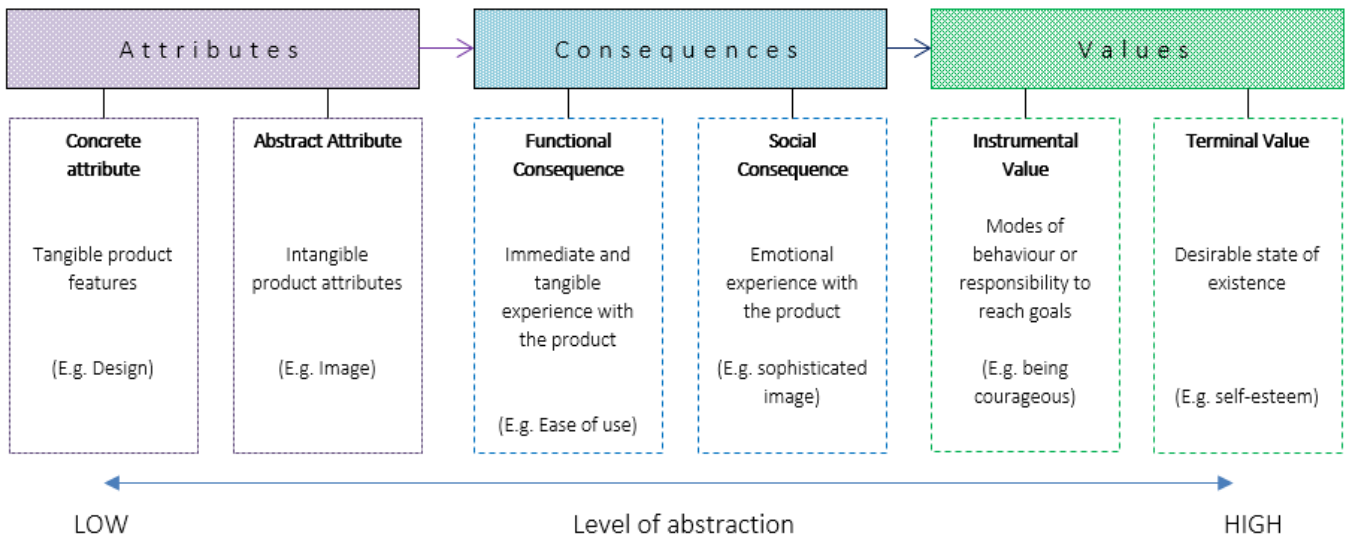 Attributes
Consequences
Values
Concrete
attribute
Tangible product
features
(E.g. Design)
Abstract Attribute
Intangible
product attributes
(E.g. Image)
Functional
Consequence
Immediate and
tangible
experience with
the product
(E.g. Ease of use)
Social
Consequence
Emotional
experience with
the product
(E.g. sophisticated
image)
Instrumental
Value
Modes of
behaviour or
responsibility to
reach goals
(E.g. being
courageous)
Terminal Value
Desirable state of
existence
(E.g. self-esteem)
LOW
Level of abstraction
HIGH